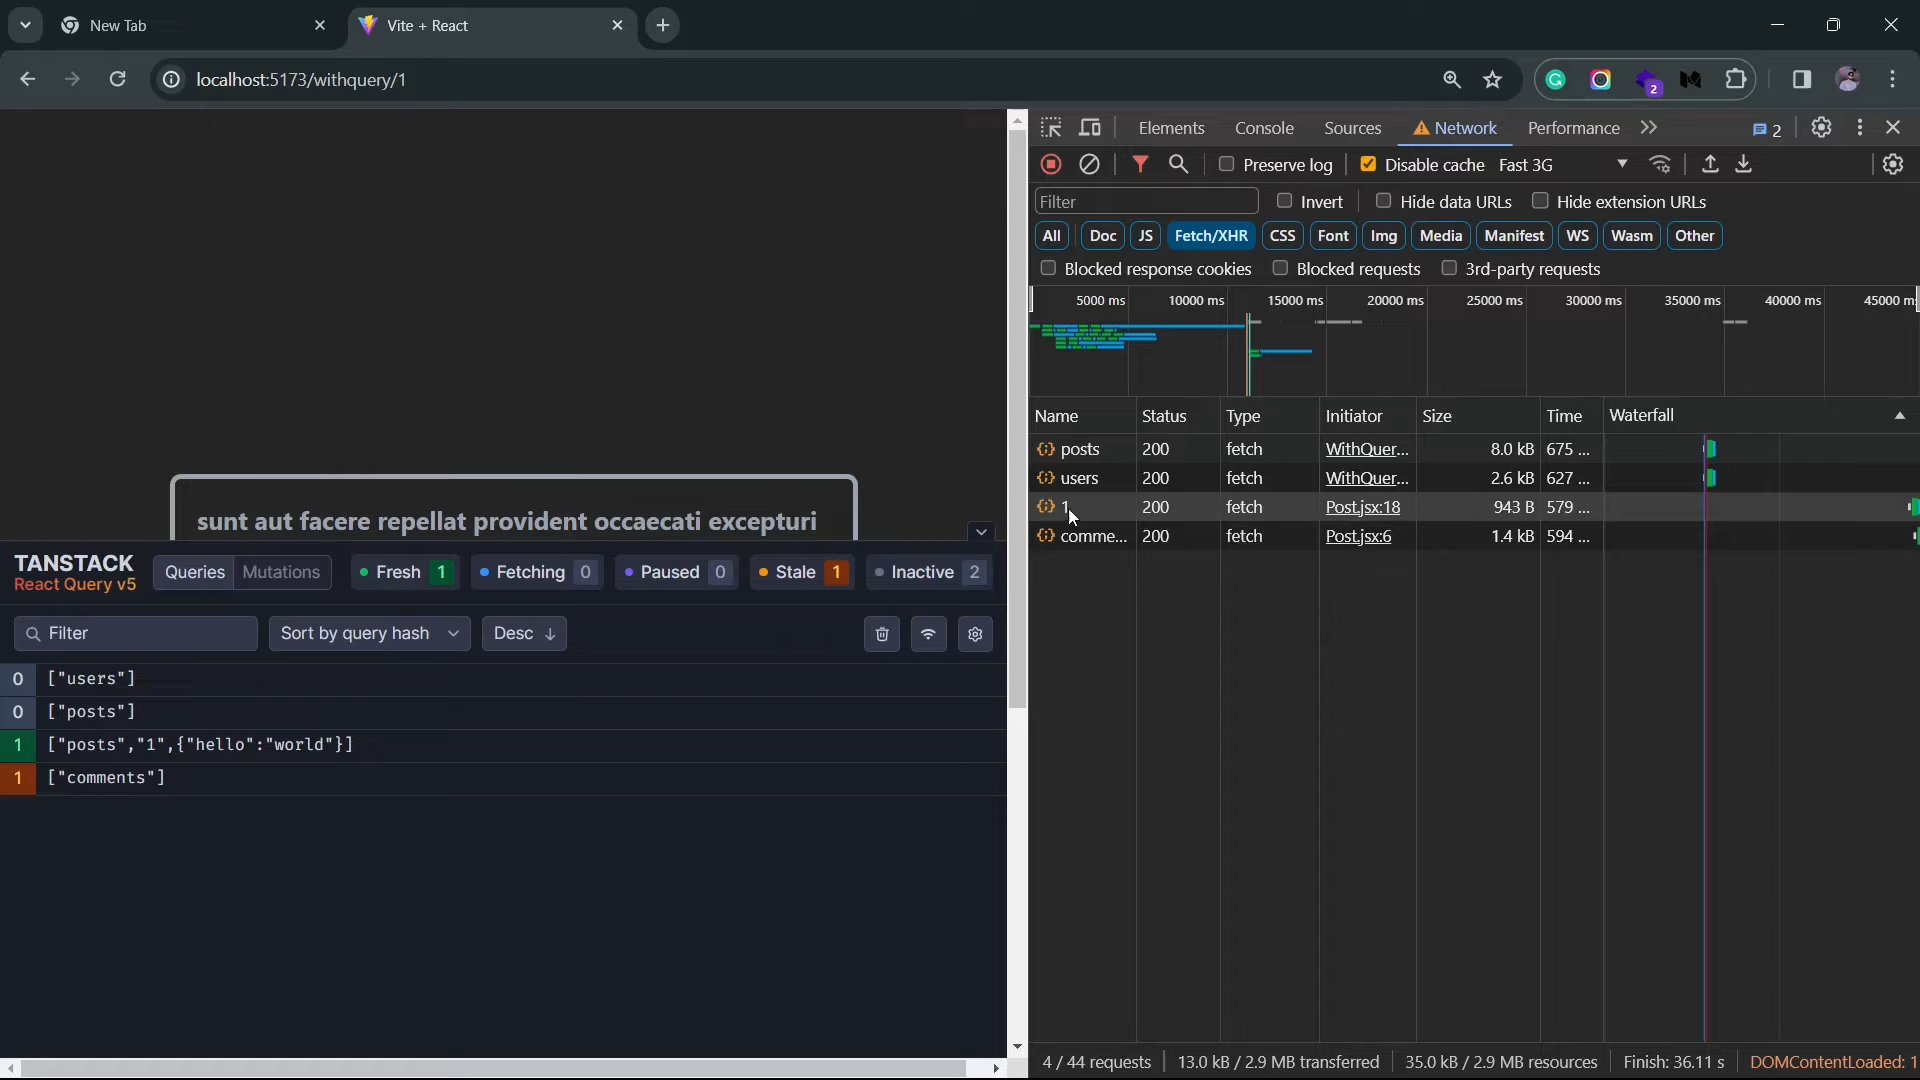 New Tab
Vite + React
localhost:5173/withquery/1
2
Elements Console Sources Network Performance 2
Preserve log Disable cache Fast 3G
Filter Invert Hide data URLs Hide extension URLs
All Doc JS Fetch/XHR CSS Font Img Media Manifest WS Wasm Other
Blocked response cookies Blocked requests 3rd-party requests
5000 ms 10000 ms 15000 ms 20000 ms 25000 ms 30000 ms 35000 ms 40000 ms 45000 m
Name Status Type Initiator Size Time Waterfall
posts 200 fetch WithQuer... 8.0 kB 675 ...
users 200 fetch WithQuer... 2.6 kB 627 ...
1 200 fetch Post.jsx:18 943 B 579 ...
comme... 200 fetch Post.jsx:6 1.4 kB 594 ...
sunt aut facere repellat provident occaecati excepturi
TANSTACK
React Query v5
Queries Mutations Fresh 1 Fetching 0 Paused 0 Stale 1 Inactive 2
Filter Sort by query hash Desc ↓
0 ["users"]
0 ["posts"]
1 ["posts","1",{"hello":"world"}]
1 ["comments"]
4 / 44 requests 13.0 kB / 2.9 MB transferred 35.0 kB / 2.9 MB resources Finish: 36.11 s DOMContentLoaded: 1